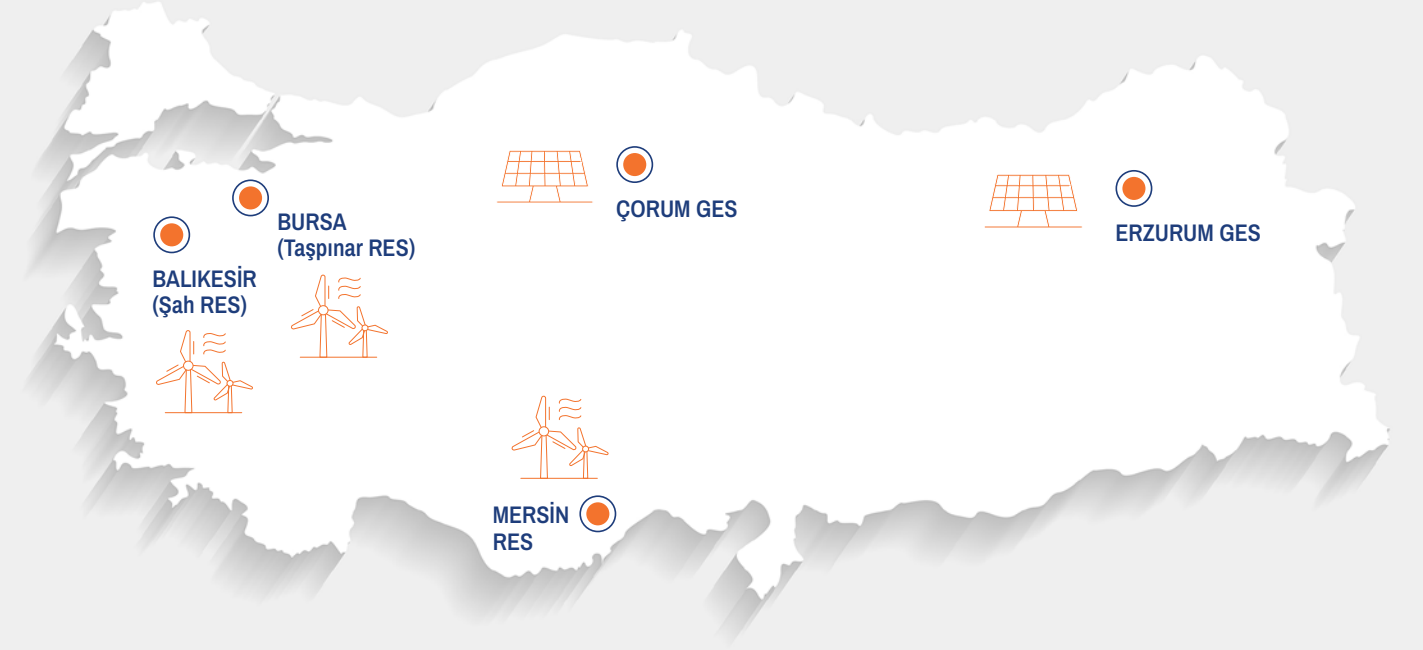 BURSA
(Taşpınar RES)
BALIKESİR
(Şah RES)
ÇORUM GES
ERZURUM GES
MERSİN
RES